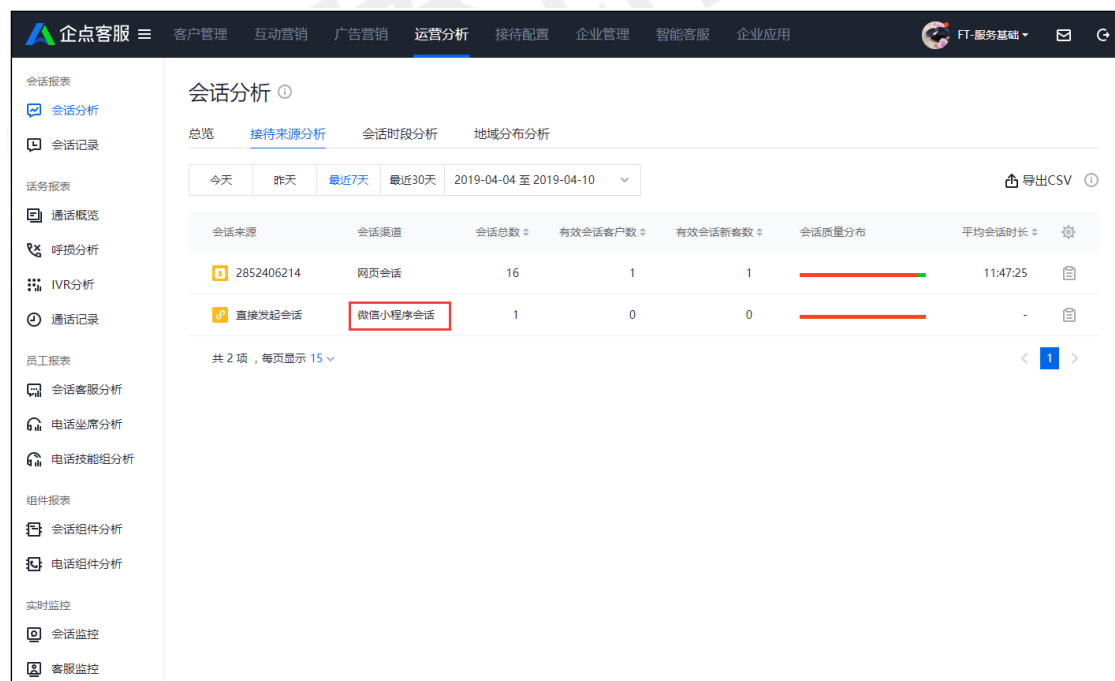 企点客服 客户管理 互动营销 广告营销 运营分析 接待配置 企业管理 智能客服 企业应用 FT-服务基础
会话报表
会话分析
会话记录
话务报表
通话概览
呼损分析
IVR分析
通话记录
员工报表
会话客服分析
电话坐席分析
电话技能组分析
组件报表
会话组件分析
电话组件分析
实时监控
会话监控
客服监控
会话分析
总览 接待来源分析 会话时段分析 地域分布分析
今天 昨天 最近7天 最近30天 2019-04-04 至 2019-04-10 导出CSV
会话来源 会话渠道 会话总数 有效会话客户数 有效会话新客数 会话质量分布 平均会话时长
2852406214 网页会话 16 1 1 11:47:25
直接发起会话 微信小程序会话 1 0 0 -
共 2 项 ，每页显示 15 1